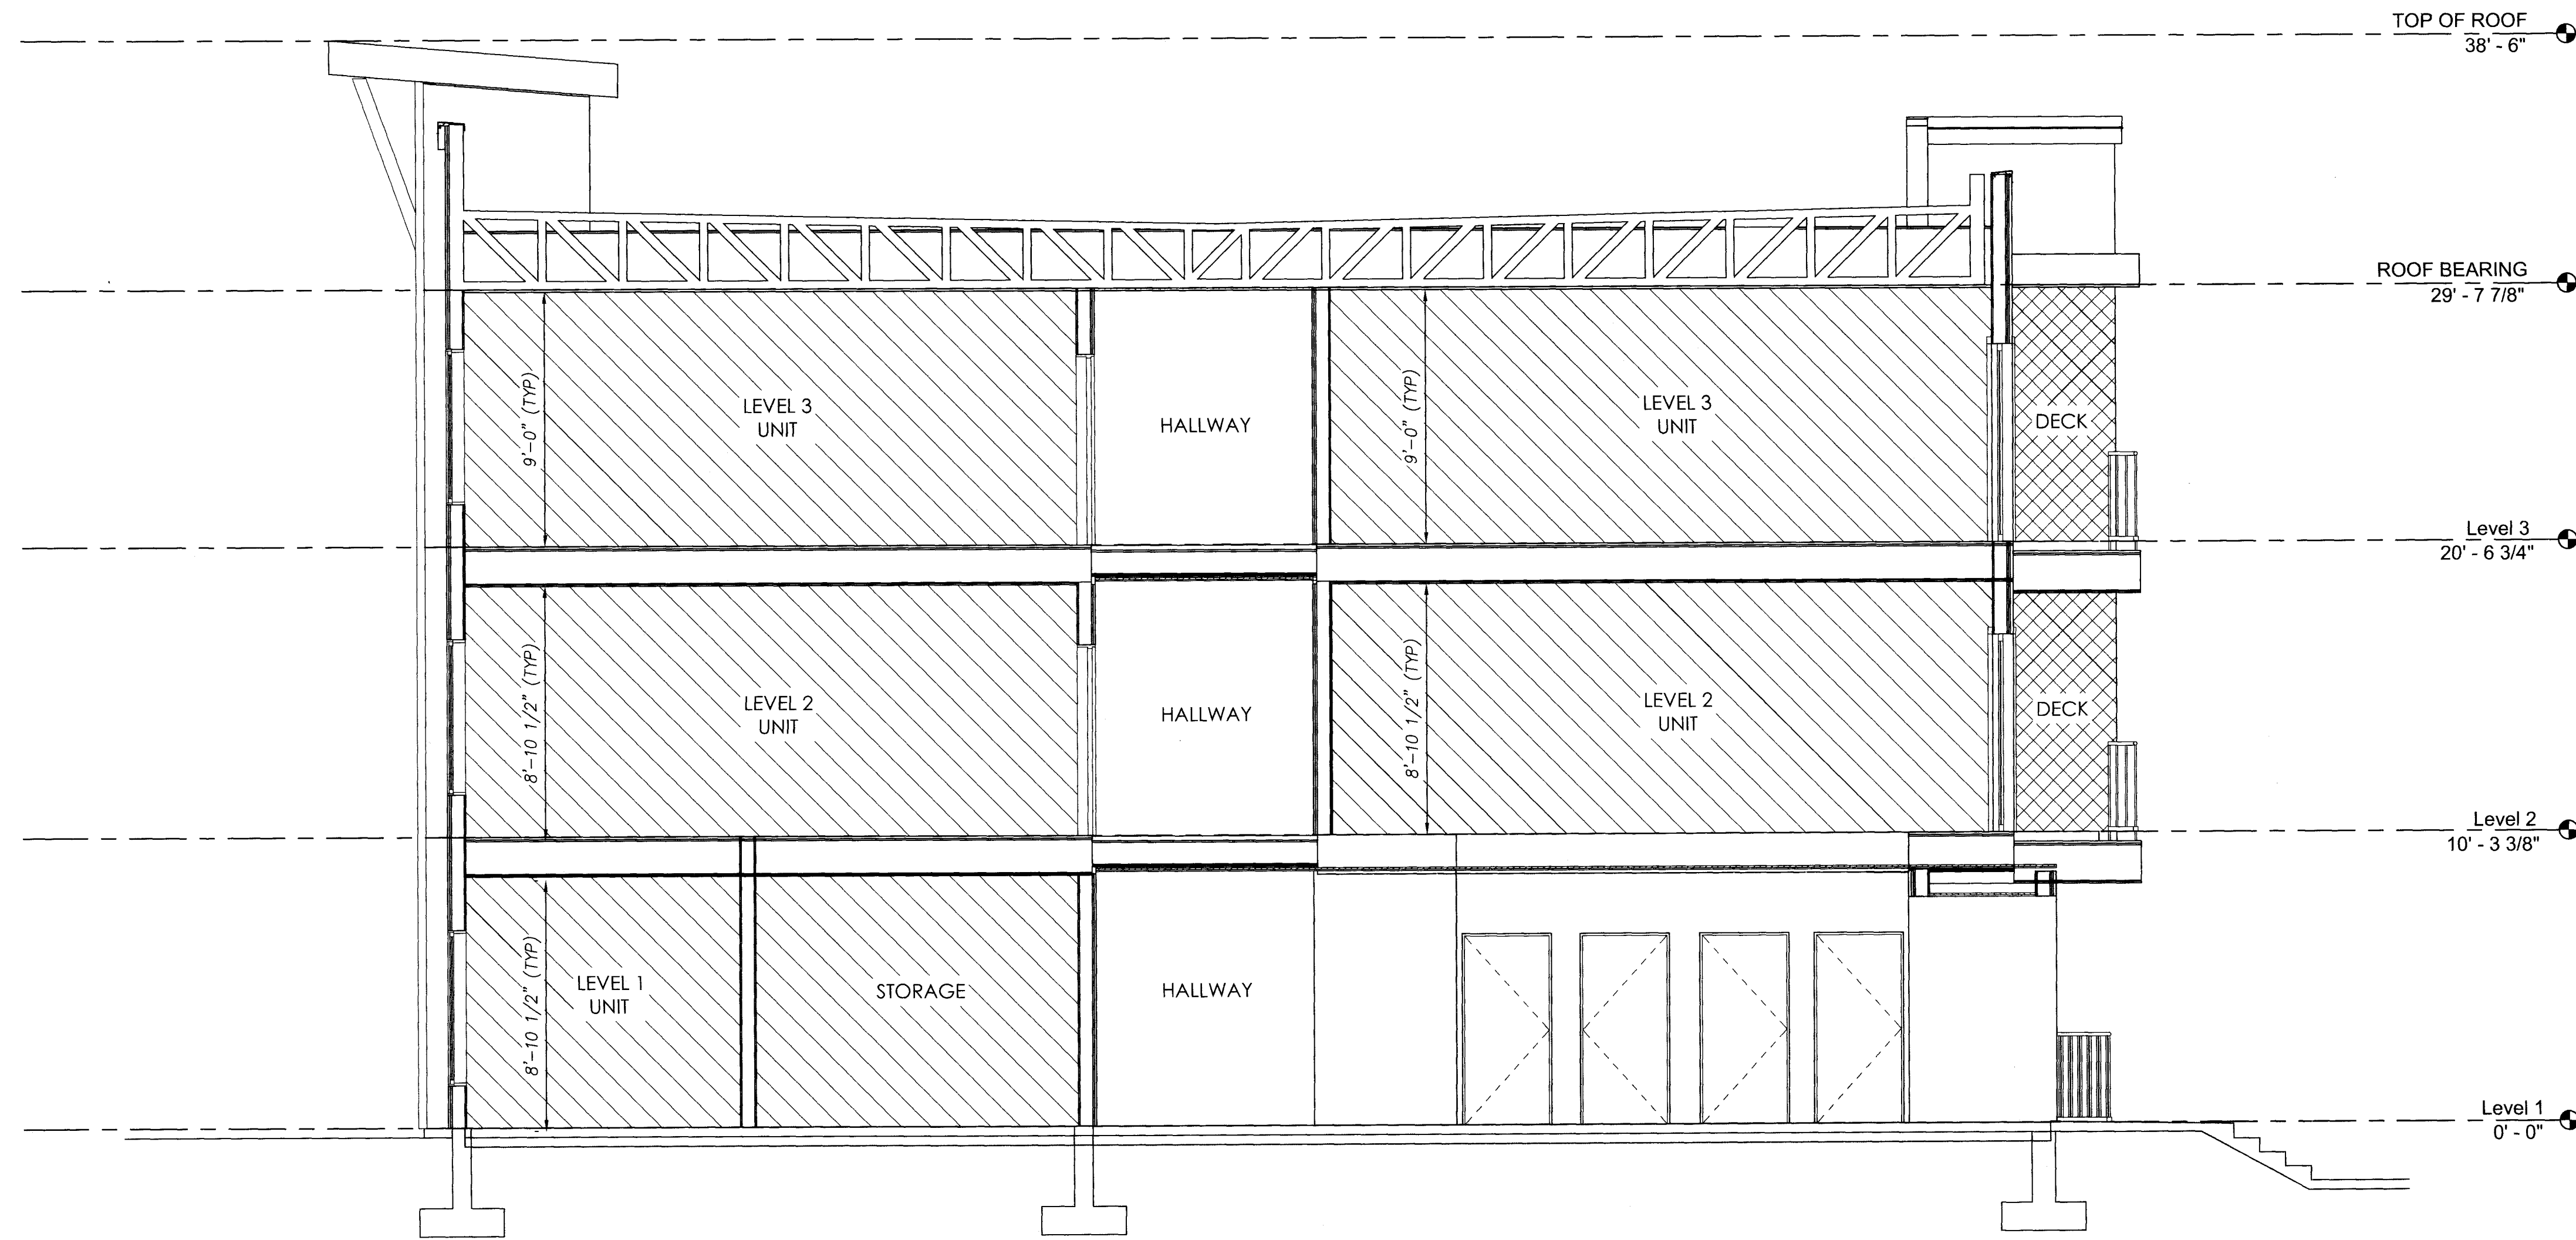 TOP OF ROOF
38' - 6"
ROOF BEARING
29' - 7 7/8"
9'-0" (TYP)
LEVEL 3
UNIT
HALLWAY
9'-0" (TYP)
LEVEL 3
UNIT
DECK
Level 3
20' - 6 3/4"
8'-10 1/2" (TYP)
LEVEL 2
UNIT
HALLWAY
8'-10 1/2" (TYP)
LEVEL 2
UNIT
DECK
Level 2
10' - 3 3/8"
8'-10 1/2" (TYP)
LEVEL 1
UNIT
STORAGE
HALLWAY
Level 1
0' - 0"